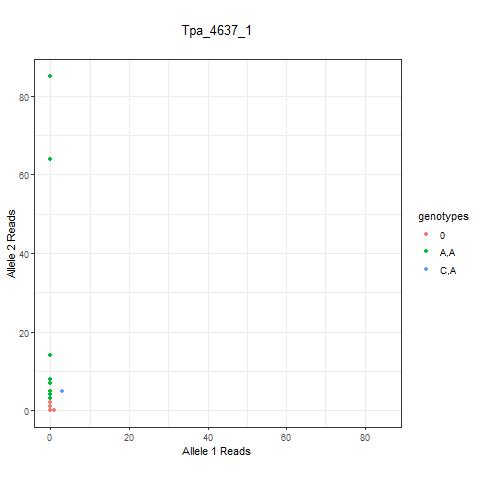 Tpa_4637_1
80
60
40
20
0
Allele 2 Reads
0 20 40 60 80
Allele 1 Reads
genotypes
0
A,A
C,A